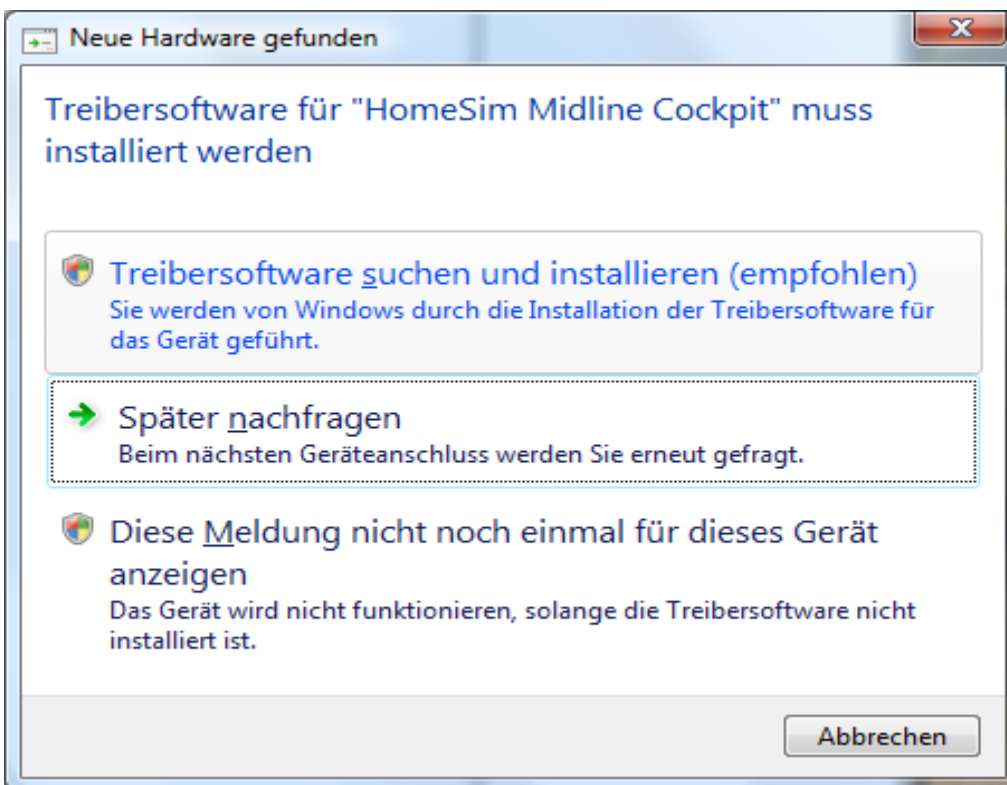 Neue Hardware gefunden
Treibersoftware für "HomeSim Midline Cockpit" muss
installiert werden
Treibersoftware suchen und installieren (empfohlen)
Sie werden von Windows durch die Installation der Treibersoftware für
das Gerät geführt.
Später nachfragen
Beim nächsten Geräteanschluss werden Sie erneut gefragt.
Diese Meldung nicht noch einmal für dieses Gerät
anzeigen
Das Gerät wird nicht funktionieren, solange die Treibersoftware nicht
installiert ist.
Abbrechen